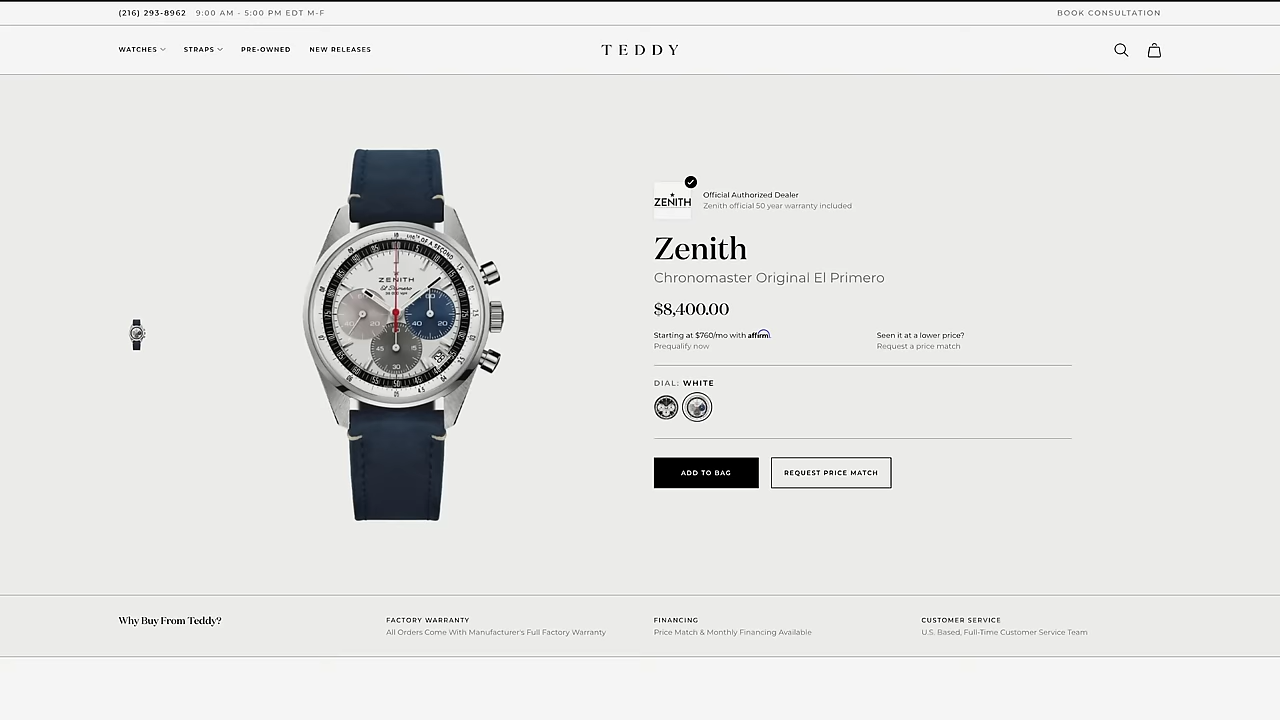 (216) 293-8962 9:00 AM - 5:00 PM EDT M-F
BOOK CONSULTATION
WATCHES STRAPS PRE-OWNED NEW RELEASES
TEDDY
ZENITH
El Primero
ZENITH
Official Authorized Dealer
Zenith official 50 year warranty included
Zenith
Chronomaster Original El Primero
$8,400.00
Starting at $760/mo with affirm.
Prequalify now
Seen it at a lower price?
Request a price match
DIAL: WHITE
ADD TO BAG
REQUEST PRICE MATCH
Why Buy From Teddy?
FACTORY WARRANTY
All Orders Come With Manufacturer's Full Factory Warranty
FINANCING
Price Match & Monthly Financing Available
CUSTOMER SERVICE
U.S. Based, Full-Time Customer Service Team